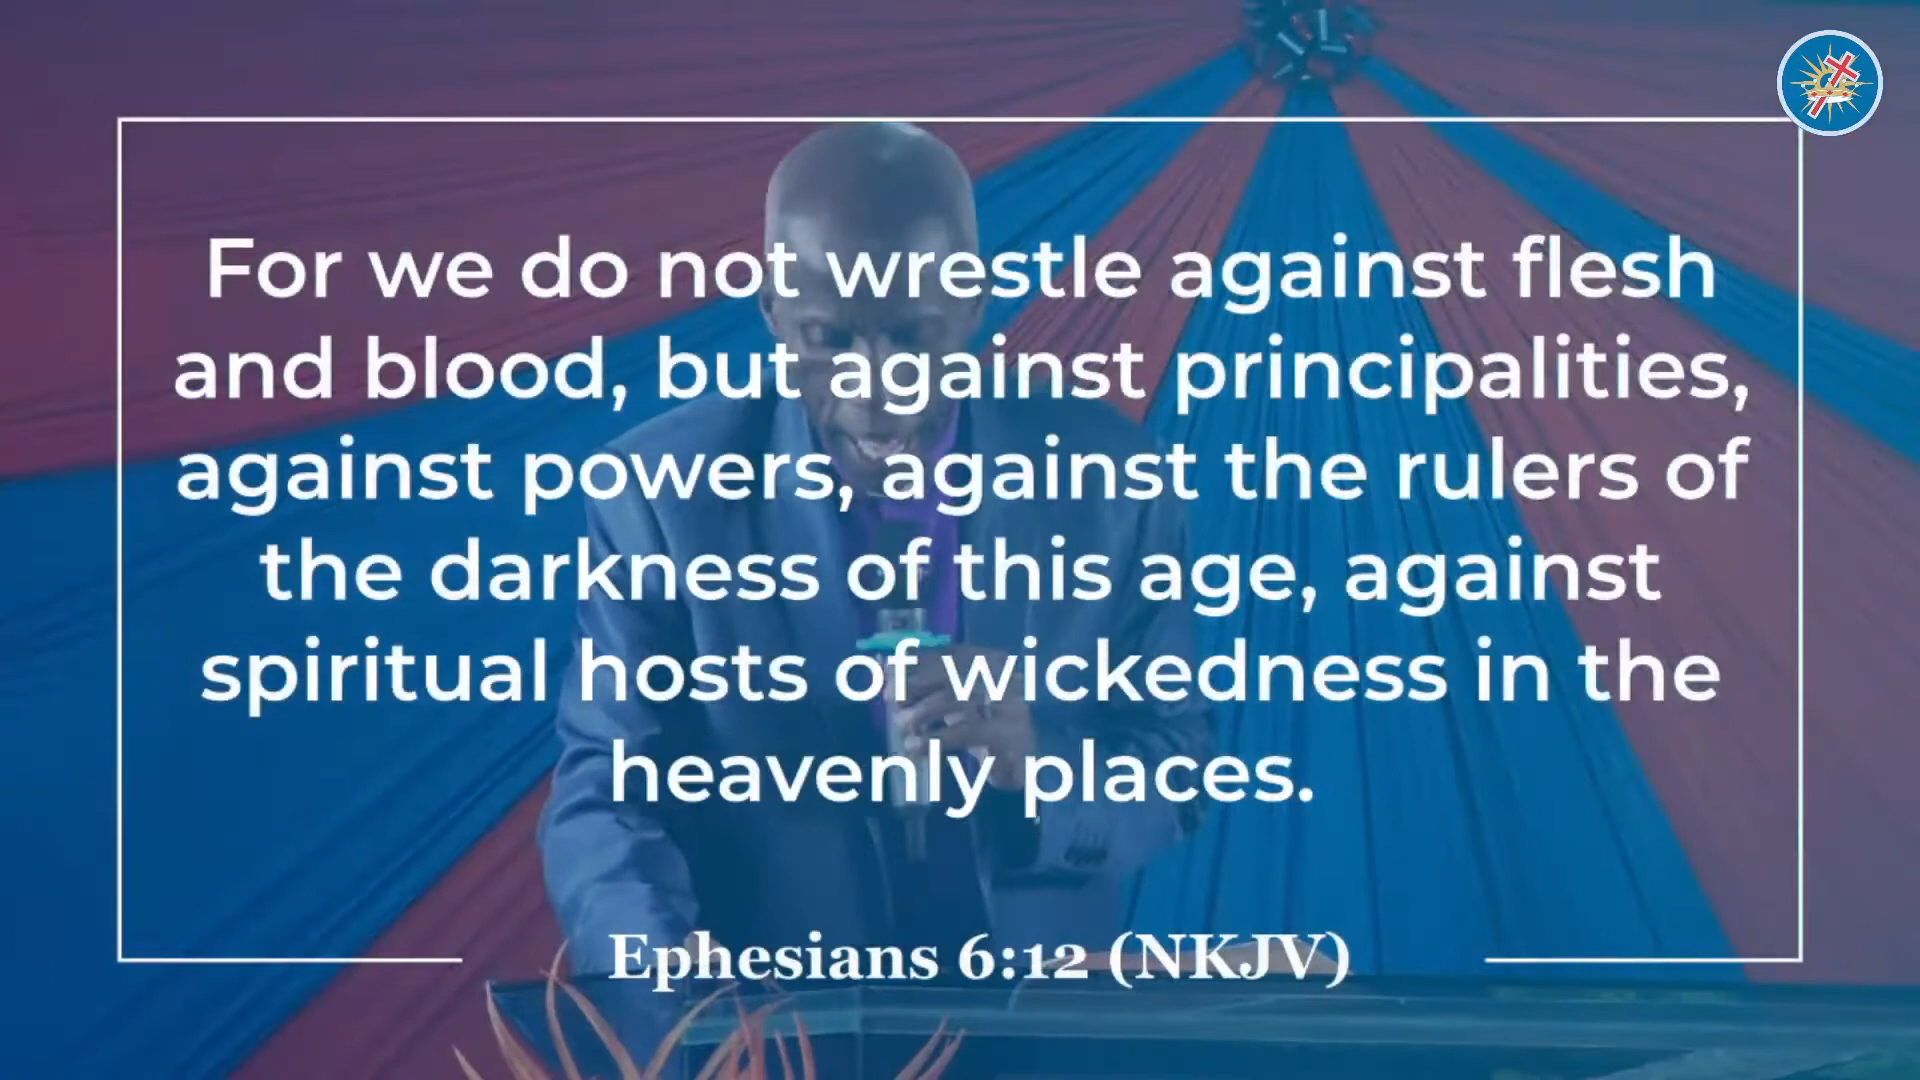 For we do not wrestle against flesh
and blood, but against principalities,
against powers, against the rulers of
the darkness of this age, against
spiritual hosts of wickedness in the
heavenly places.
Ephesians 6:12 (NKJV)